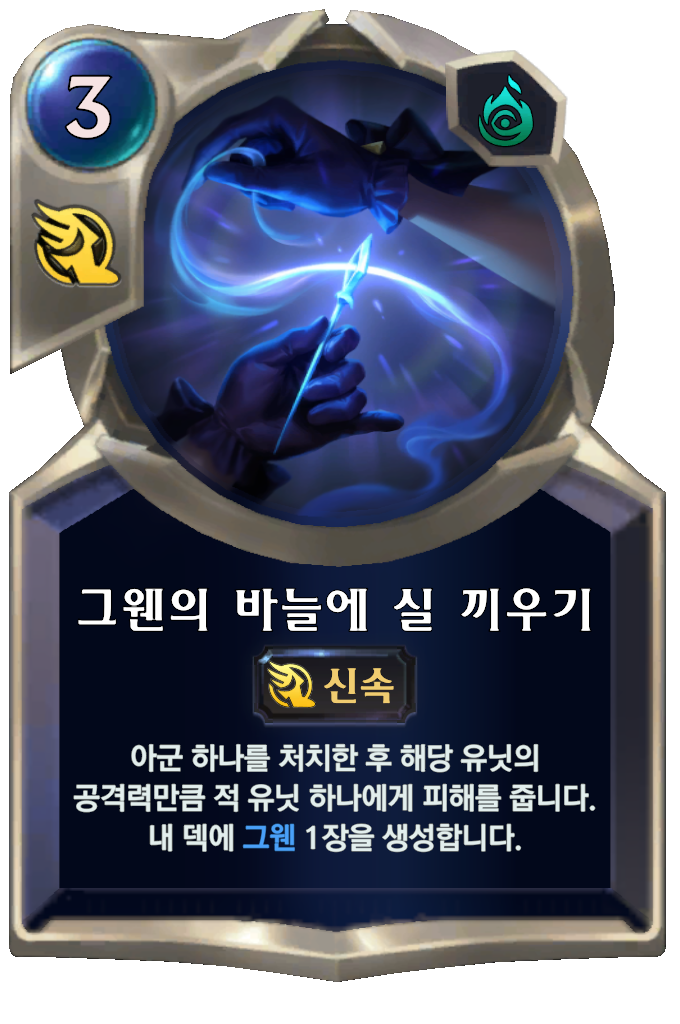 3
그웬의 바늘에 실 끼우기
신속
아군 하나를 처치한 후 해당 유닛의
공격력만큼 적 유닛 하나에게 피해를 줍니다.
내 덱에 그웬 1장을 생성합니다.